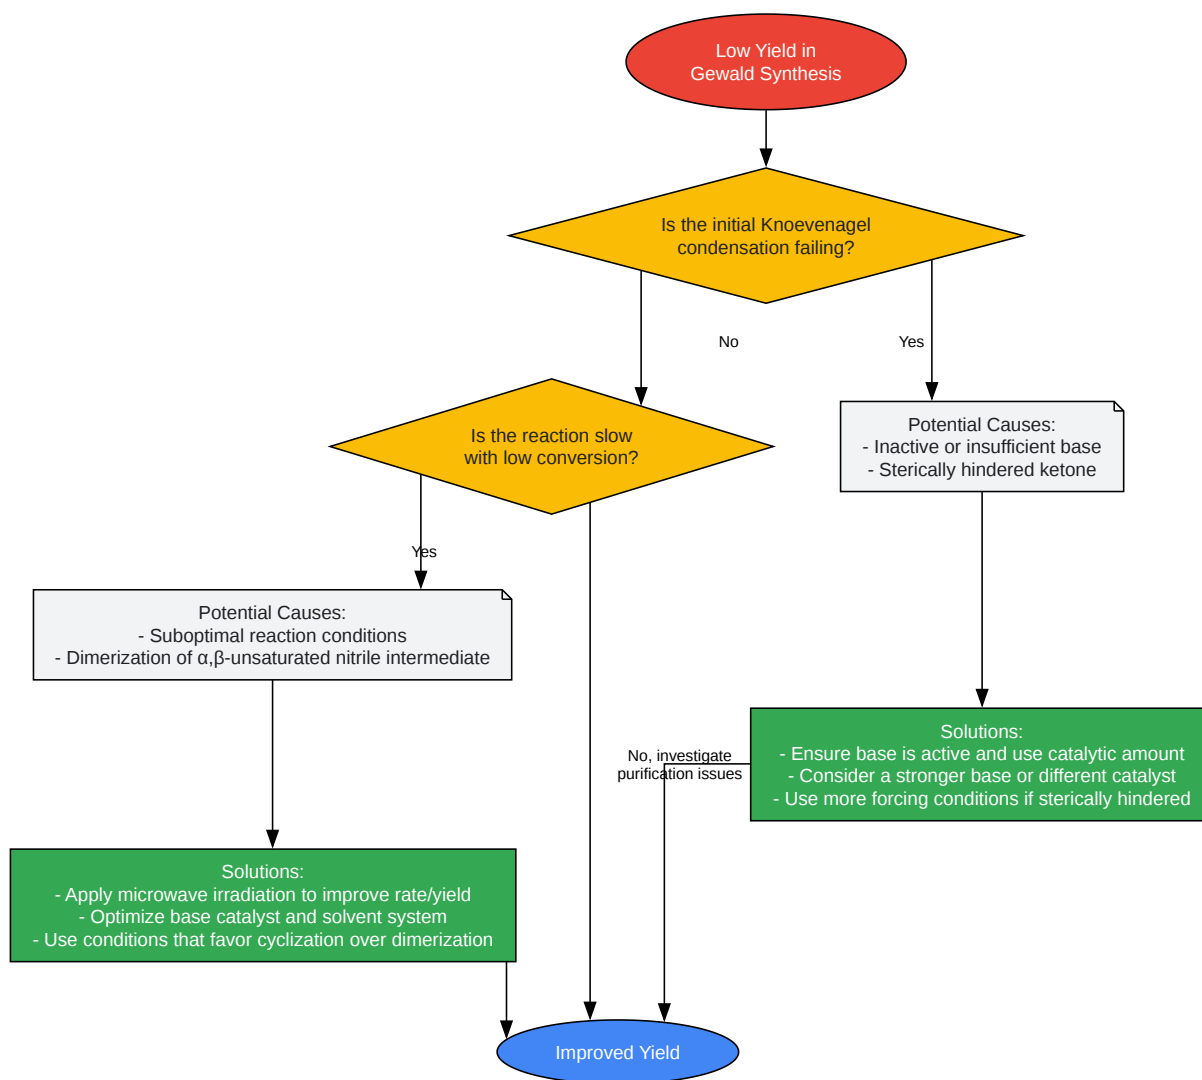 Low Yield in
Gewald Synthesis
Is the initial Knoevenagel
condensation failing?
No
Yes
Is the reaction slow
with low conversion?
Potential Causes:
- Inactive or insufficient base
- Sterically hindered ketone
Yes
Potential Causes:
- Suboptimal reaction conditions
- Dimerization of α,β-unsaturated nitrile intermediate
No, investigate
purification issues
Solutions:
- Ensure base is active and use catalytic amount
- Consider a stronger base or different catalyst
- Use more forcing conditions if sterically hindered
Solutions:
- Apply microwave irradiation to improve rate/yield
- Optimize base catalyst and solvent system
- Use conditions that favor cyclization over dimerization
Improved Yield